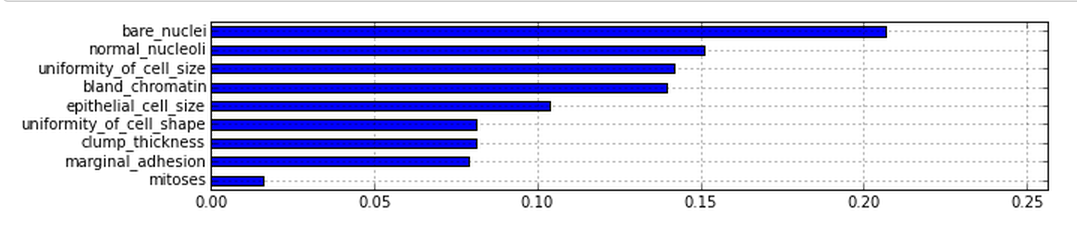 bare_nuclei
normal_nucleoli
uniformity_of_cell_size
bland_chromatin
epithelial_cell_size
uniformity_of_cell_shape
clump_thickness
marginal_adhesion
mitoses
0.00 0.05 0.10 0.15 0.20 0.25